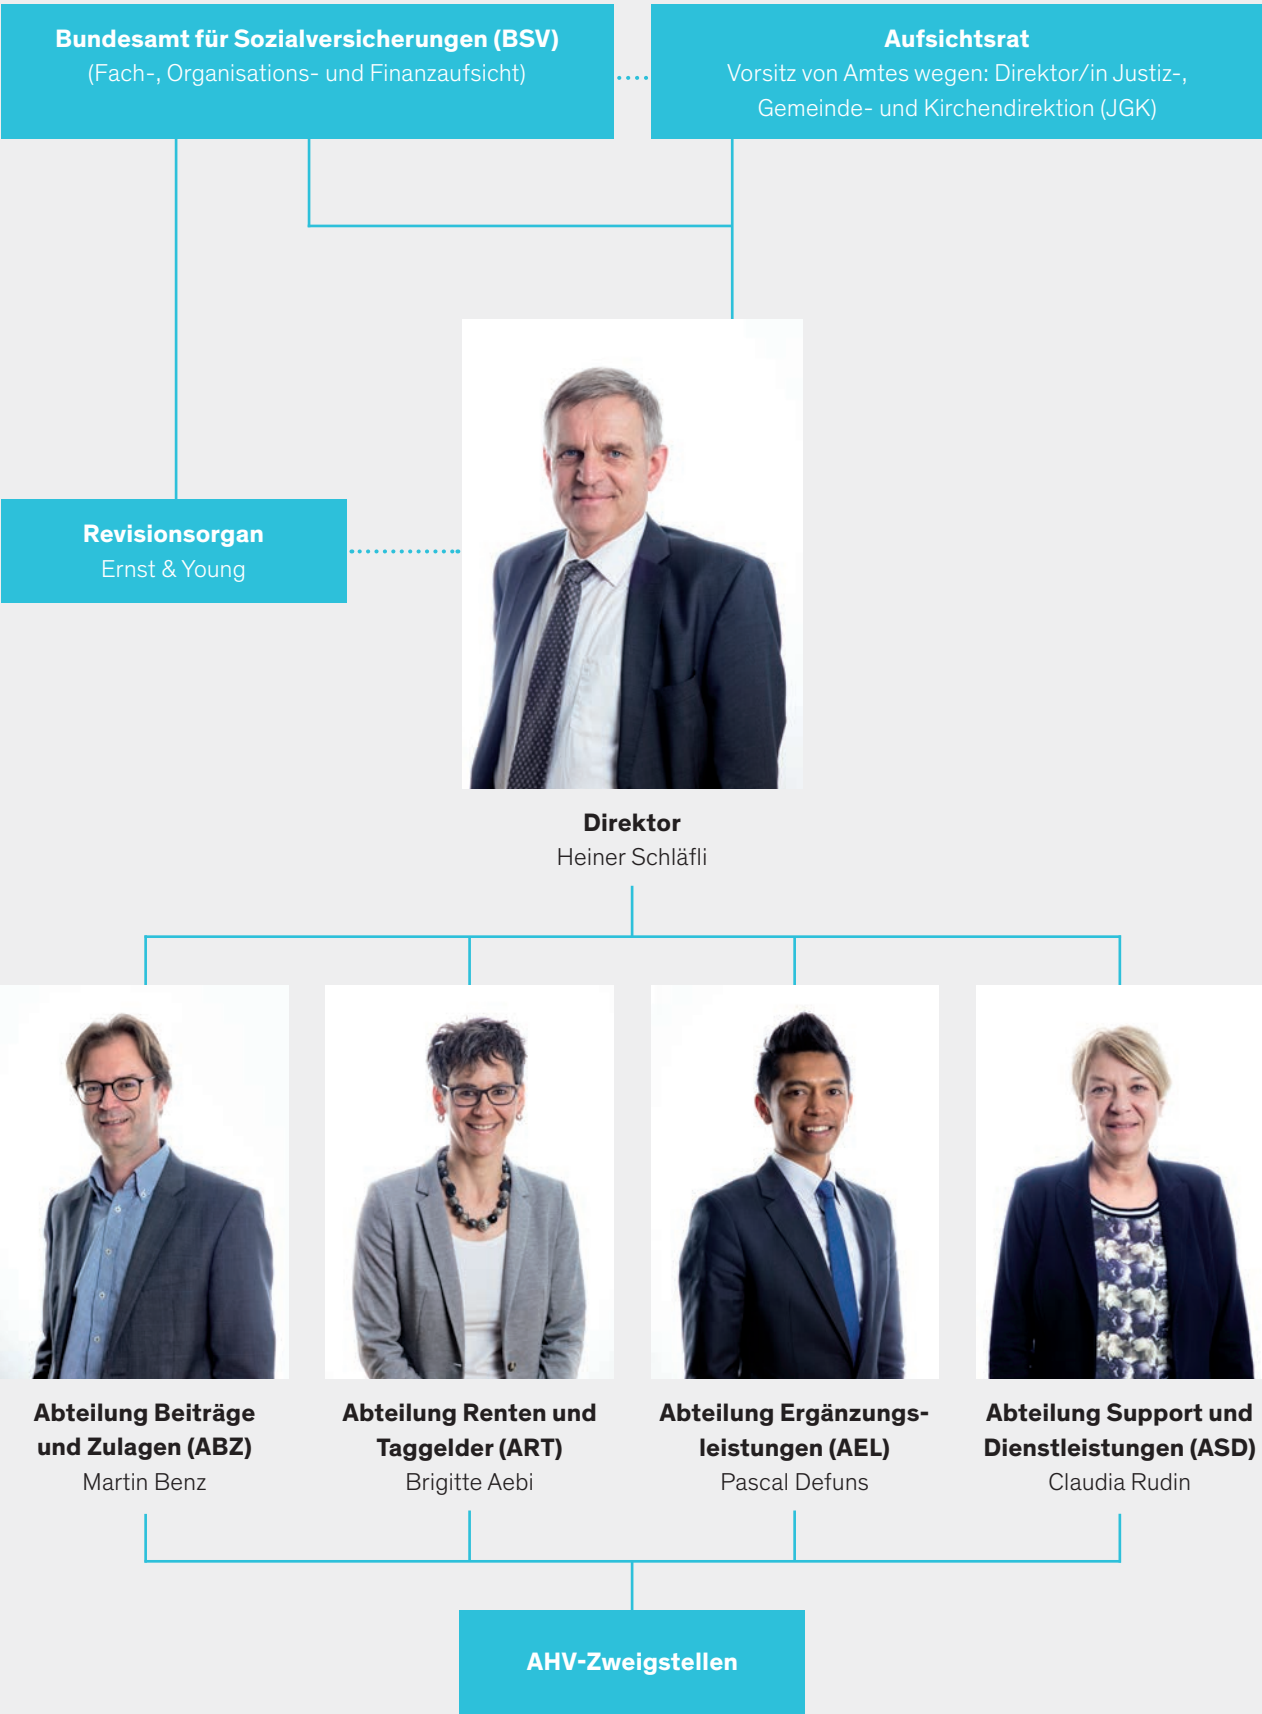 Bundesamt für Sozialversicherungen (BSV)
(Fach-, Organisations- und Finanzaufsicht)
Aufsichtsrat
Vorsitz von Amtes wegen: Direktor/in Justiz-,
Gemeinde- und Kirchendirektion (JGK)
Revisionsorgan
Ernst & Young
Direktor
Heiner Schläfli
Abteilung Beiträge
und Zulagen (ABZ)
Martin Benz
Abteilung Renten und
Taggelder (ART)
Brigitte Aebi
Abteilung Ergänzungs-
leistungen (AEL)
Pascal Defuns
Abteilung Support und
Dienstleistungen (ASD)
Claudia Rudin
AHV-Zweigstellen